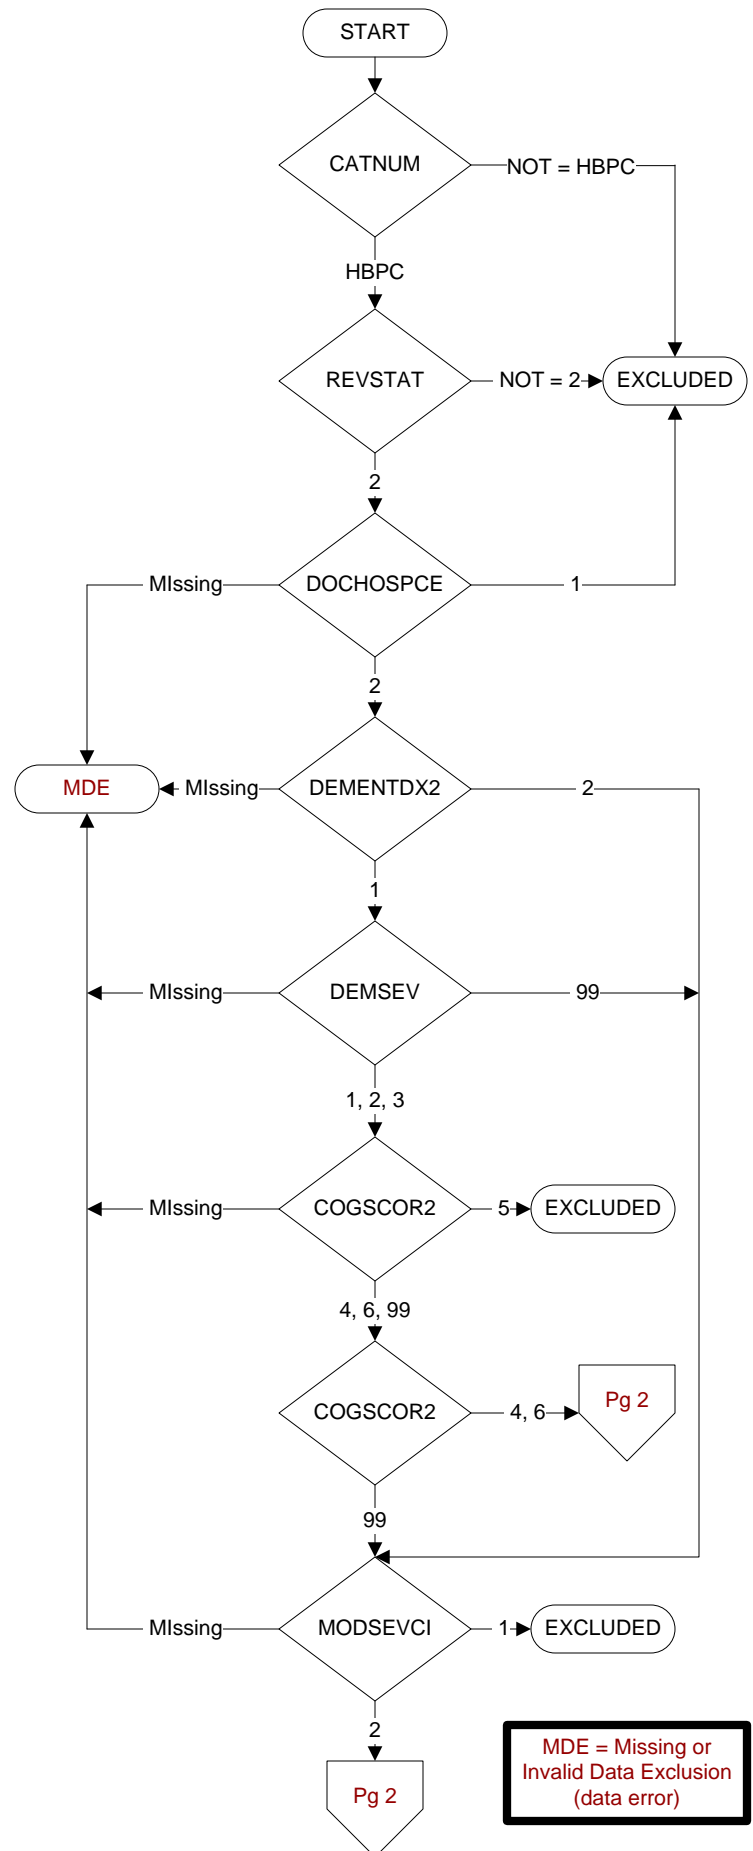 START
CATNUM
NOT = HBPC
HBPC
REVSTAT
NOT = 2
EXCLUDED
2
MIssing
DOCHOSPCE
1
2
MDE
MIssing
DEMENTDX2
2
1
MIssing
DEMSEV
99
1, 2, 3
MIssing
COGSCOR2
5
EXCLUDED
4, 6, 99
COGSCOR2
4, 6
Pg 2
99
MIssing
MODSEVCI
1
EXCLUDED
2
Pg 2
MDE = Missing or
Invalid Data Exclusion
(data error)